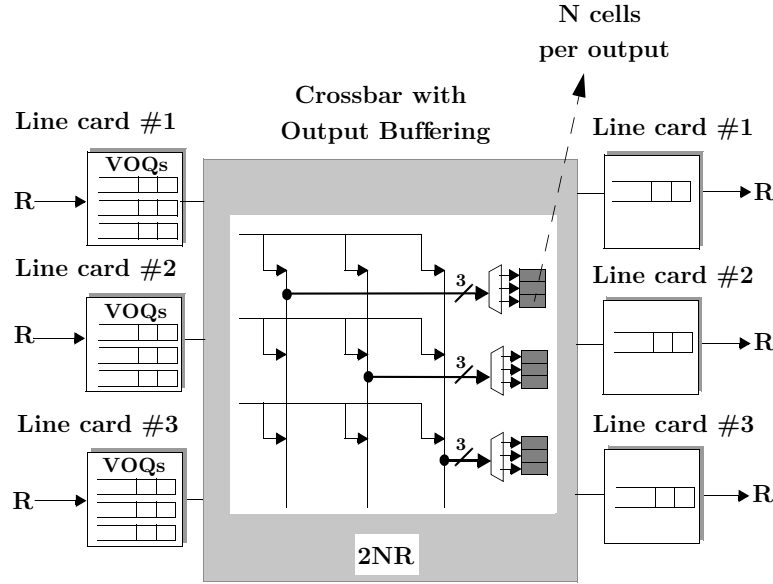 N cells
per output
Crossbar with
Output Buffering
Line card #1
VOQs
R
Line card #1
R
Line card #2
VOQs
R
Line card #2
R
Line card #3
VOQs
R
Line card #3
R
3
3
3
2NR